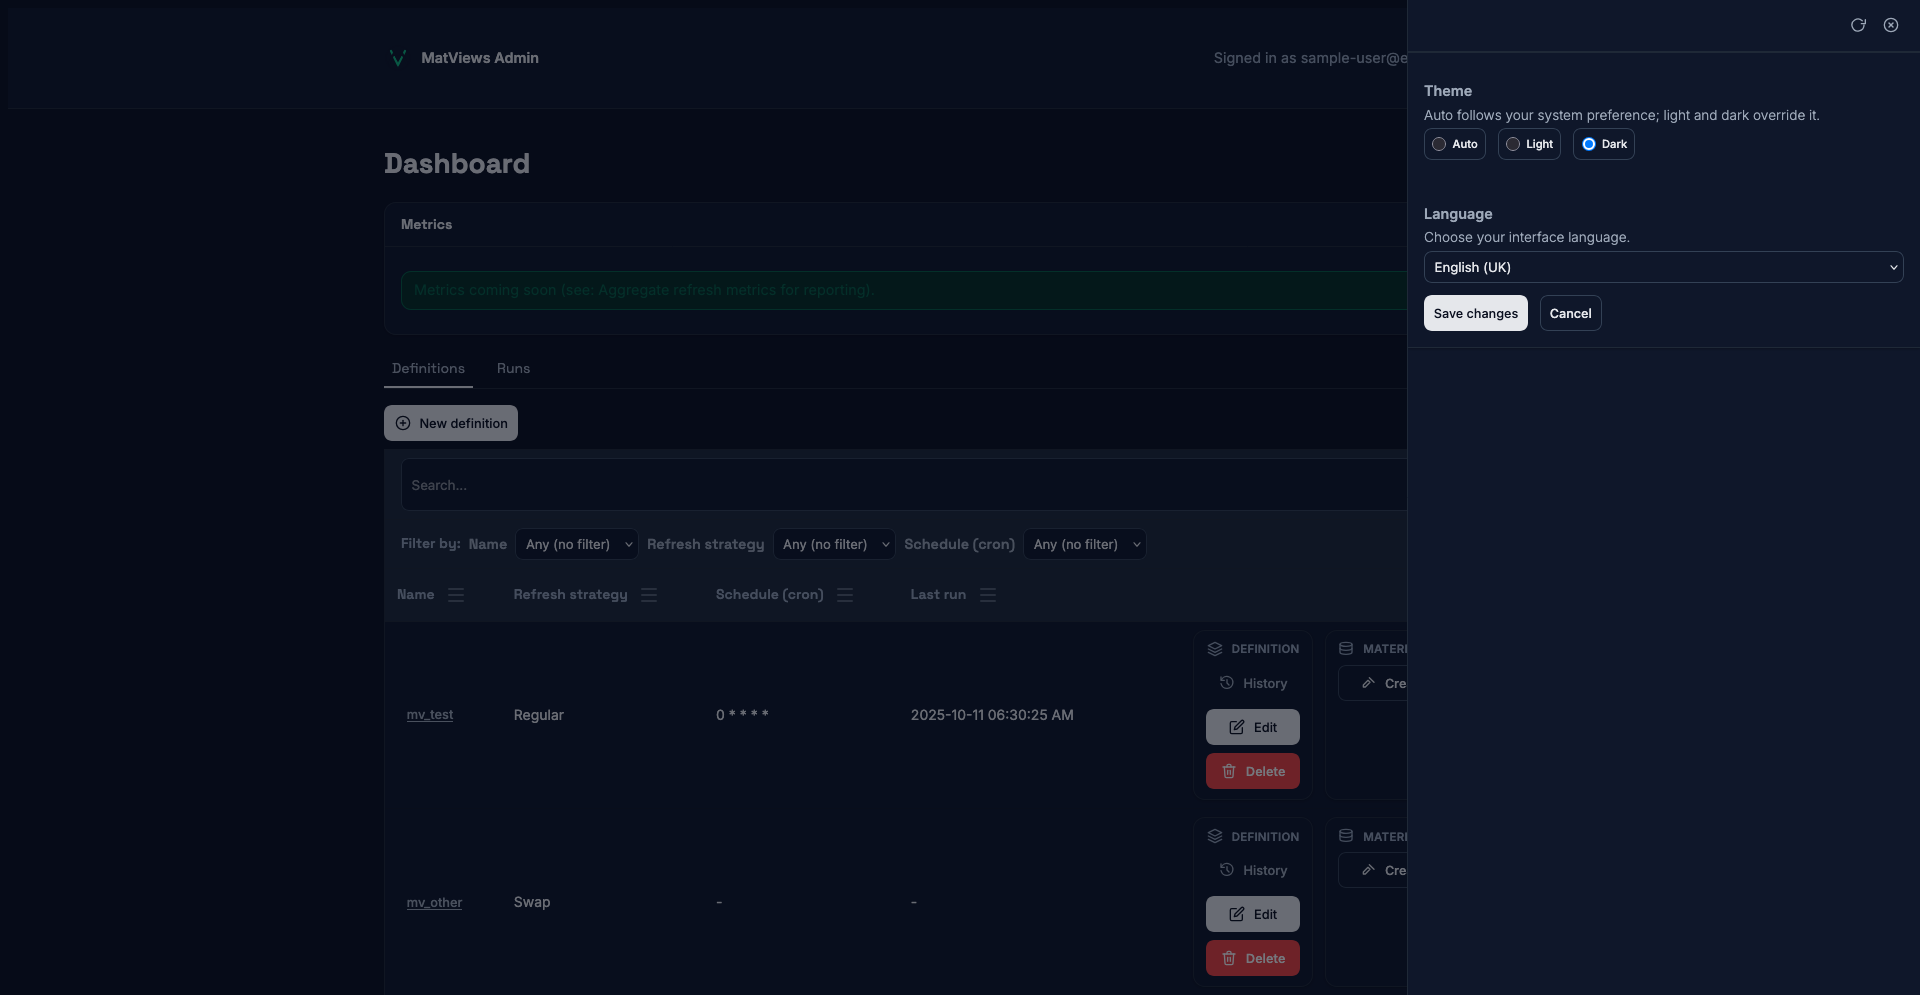 MatViews Admin
Signed in as sample-user@e
Dashboard
Metrics
Metrics coming soon (see: Aggregate refresh metrics for reporting).
Definitions
Runs
New definition
Search...
Filter by: Name Any (no filter) Refresh strategy Any (no filter) Schedule (cron) Any (no filter)
Name Refresh strategy Schedule (cron) Last run
DEFINITION
MATERI
History
Cre
mv_test Regular 0 * * * * 2025-10-11 06:30:25 AM
Edit
Delete
DEFINITION
MATERI
History
Cre
mv_other Swap - -
Edit
Delete
Theme
Auto follows your system preference; light and dark override it.
Auto Light Dark
Language
Choose your interface language.
English (UK)
Save changes Cancel